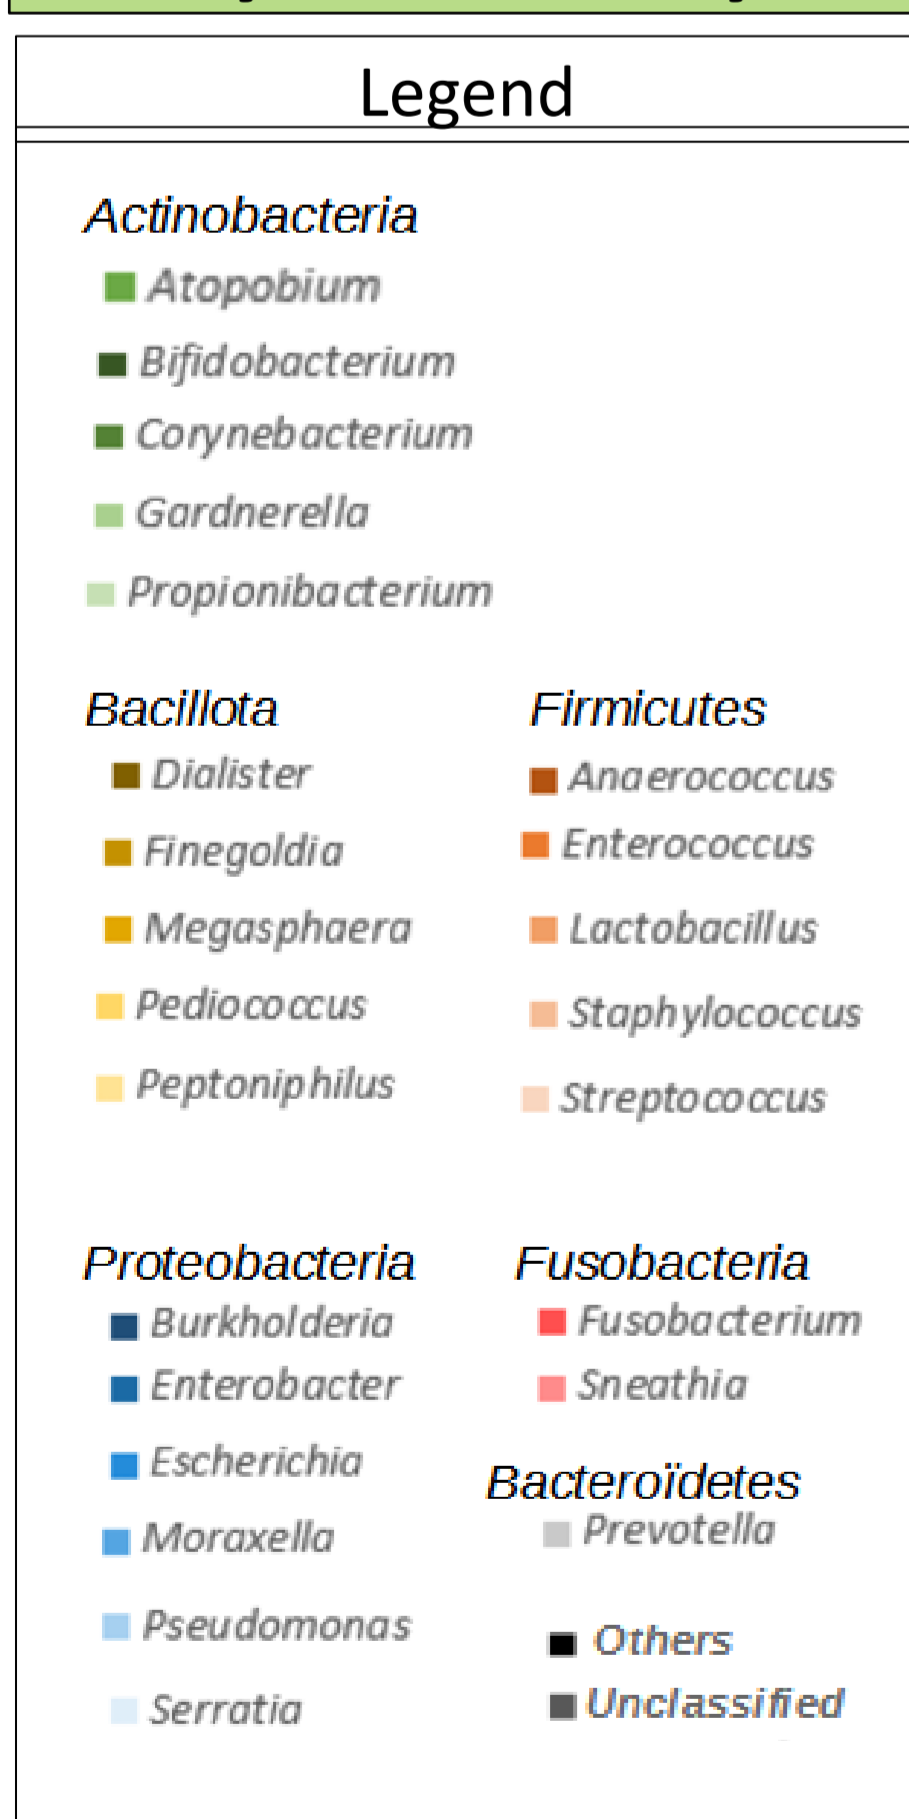 Legend
Actinobacteria
Atopobium
Bifidobacterium
Corynebacterium
Gardnerella
Propionibacterium
Bacillota
Dialister
Finegoldia
Megasphaera
Pediococcus
Peptoniphilus
Firmicutes
Anaerococcus
Enterococcus
Lactobacillus
Staphylococcus
Streptococcus
Proteobacteria
Burkholderia
Enterobacter
Escherichia
Moraxella
Pseudomonas
Serratia
Fusobacteria
Fusobacterium
Sneathia
Bacteroïdetes
Prevotella
Others
Unclassified